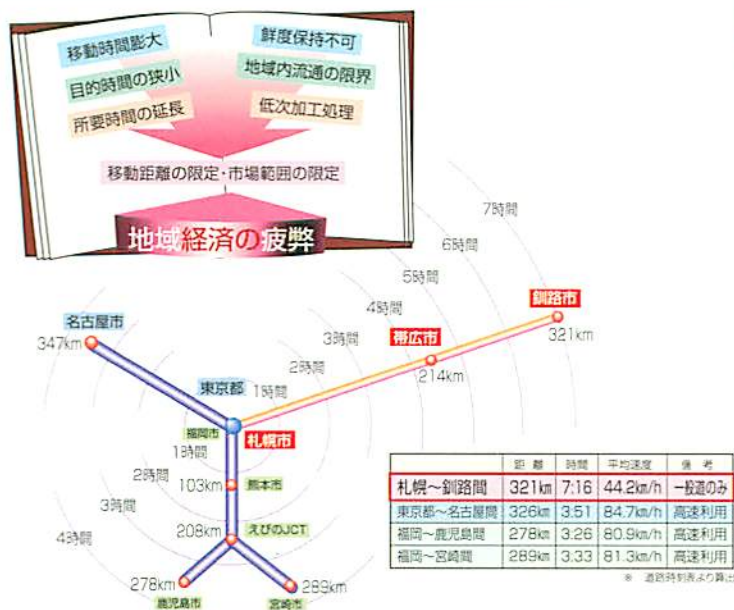 移動時間膨大
鮮度保持不可
目的時間の狭小
地域内流通の限界
所要時間の延長
低次加工処理
移動距離の限定・市場範囲の限定
地域経済の疲弊
7時間
6時間
5時間
4時間
3時間
2時間
1時間
釧路市
321km
帯広市
214km
名古屋市
347km
東京都
福岡市
札幌市
1時間
2時間
3時間
4時間
103km
熊本市
208km
えびのJCT
278km
鹿児島市
289km
宮崎市
距離 時間 平均速度 備考
札幌～釧路間 321km 7:16 44.2km/h 一般道のみ
東京都～名古屋間 326km 3:51 84.7km/h 高速利用
福岡～鹿児島間 278km 3:26 80.9km/h 高速利用
福岡～宮崎間 289km 3:33 81.3km/h 高速利用
※ 道路時刻表より算出